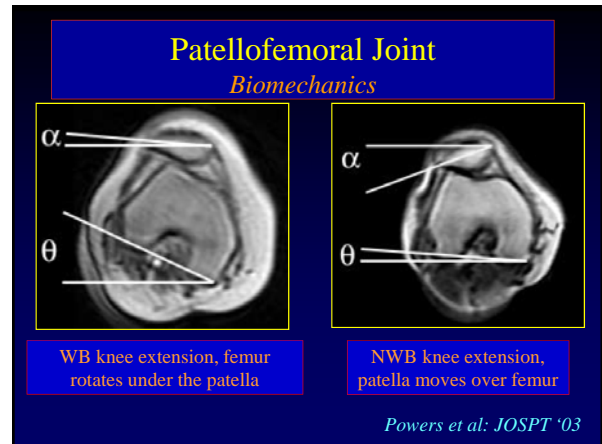 Patellofemoral Joint
Biomechanics
α
θ
α
θ
WB knee extension, femur
rotates under the patella
NWB knee extension,
patella moves over femur
Powers et al: JOSPT ‘03